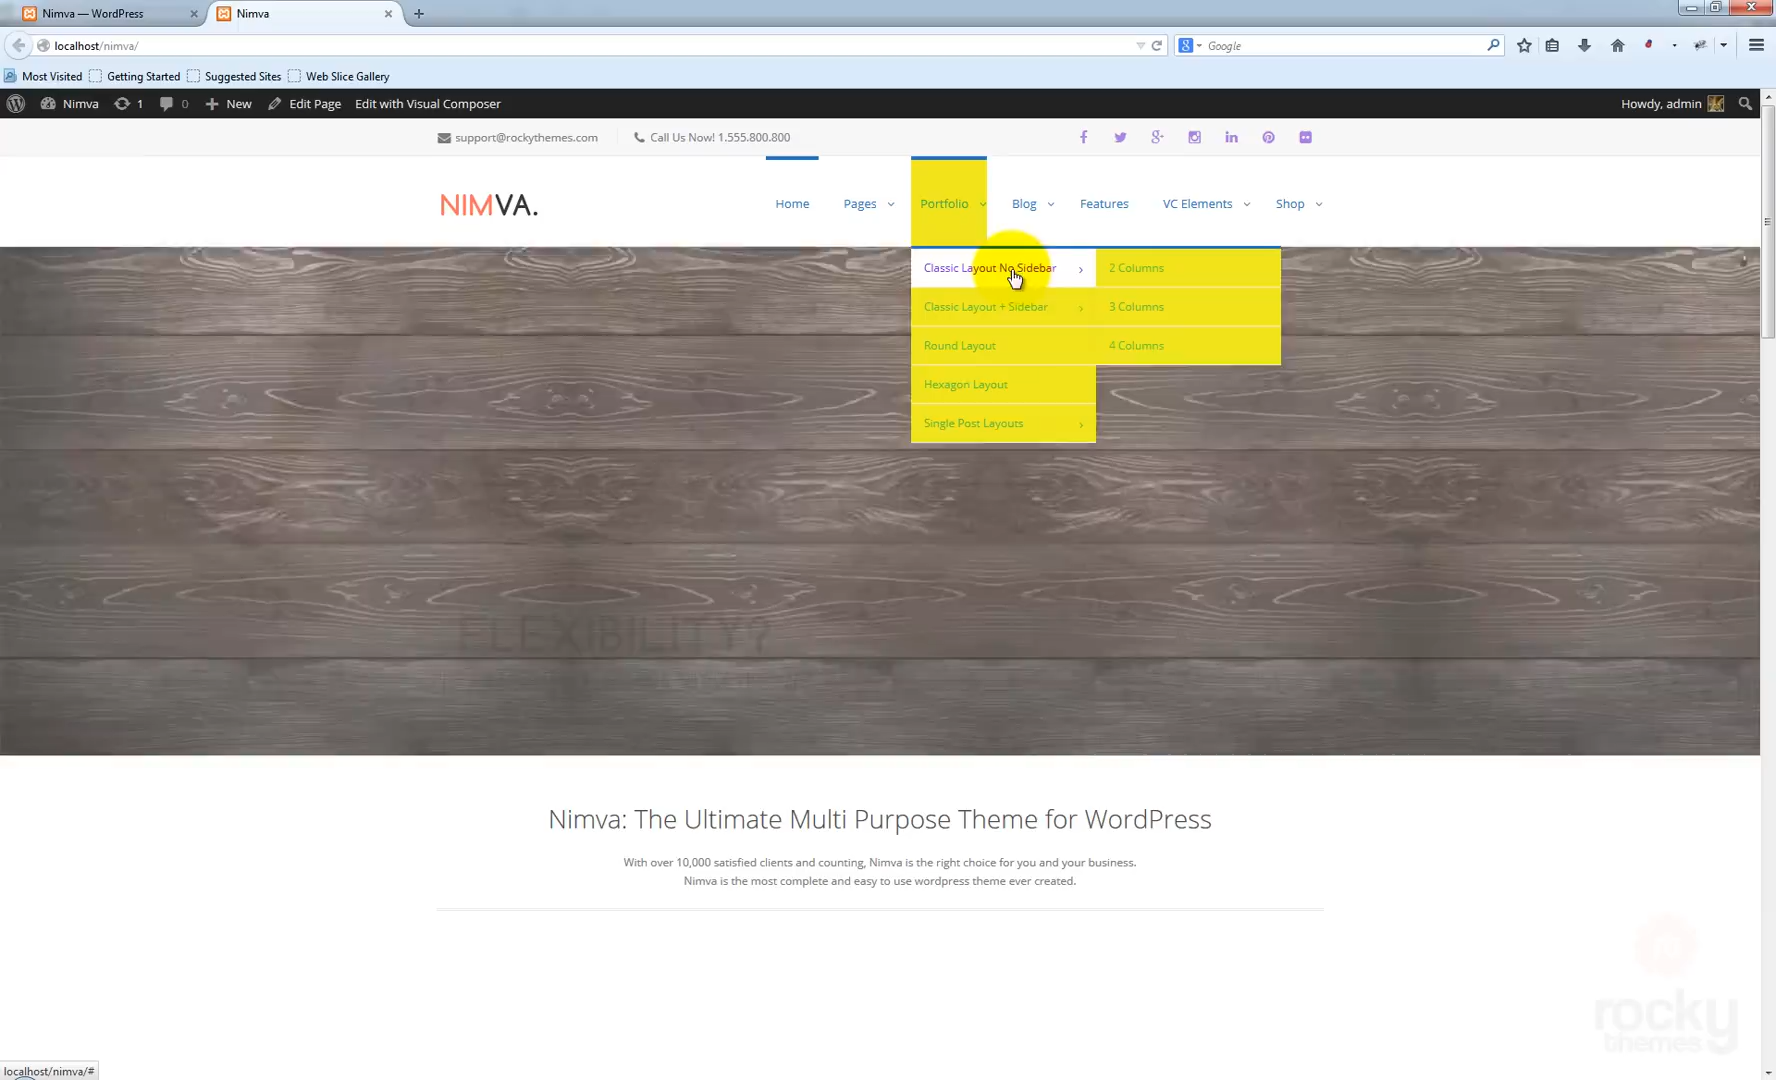 Nimva — WordPress
Nimva
localhost/nimva/
Google
Most Visited
Getting Started
Suggested Sites
Web Slice Gallery
Nimva
1
0
New
Edit Page
Edit with Visual Composer
Howdy, admin
support@rockythemes.com
Call Us Now! 1.555.800.800
NIMVA.
Home
Pages
Portfolio
Blog
Features
VC Elements
Shop
Classic Layout No Sidebar
2 Columns
Classic Layout + Sidebar
3 Columns
Round Layout
4 Columns
Hexagon Layout
Single Post Layouts
FLEXIBILITY?
Nimva: The Ultimate Multi Purpose Theme for WordPress
With over 10,000 satisfied clients and counting, Nimva is the right choice for you and your business.
Nimva is the most complete and easy to use wordpress theme ever created.
rocky
themes
localhost/nimva/#